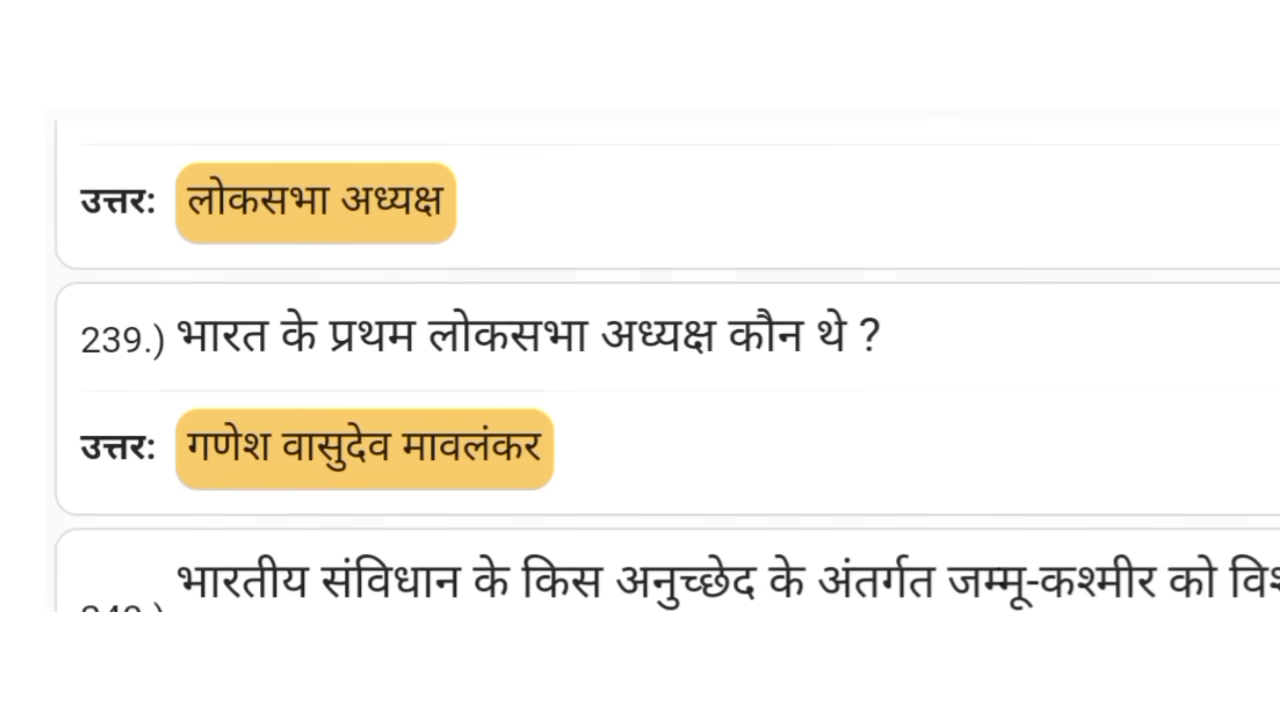 उत्तर: लोकसभा अध्यक्ष
239.) भारत के प्रथम लोकसभा अध्यक्ष कौन थे ?
उत्तर: गणेश वासुदेव मावलंकर
भारतीय संविधान के किस अनुच्छेद के अंतर्गत जम्मू-कश्मीर को